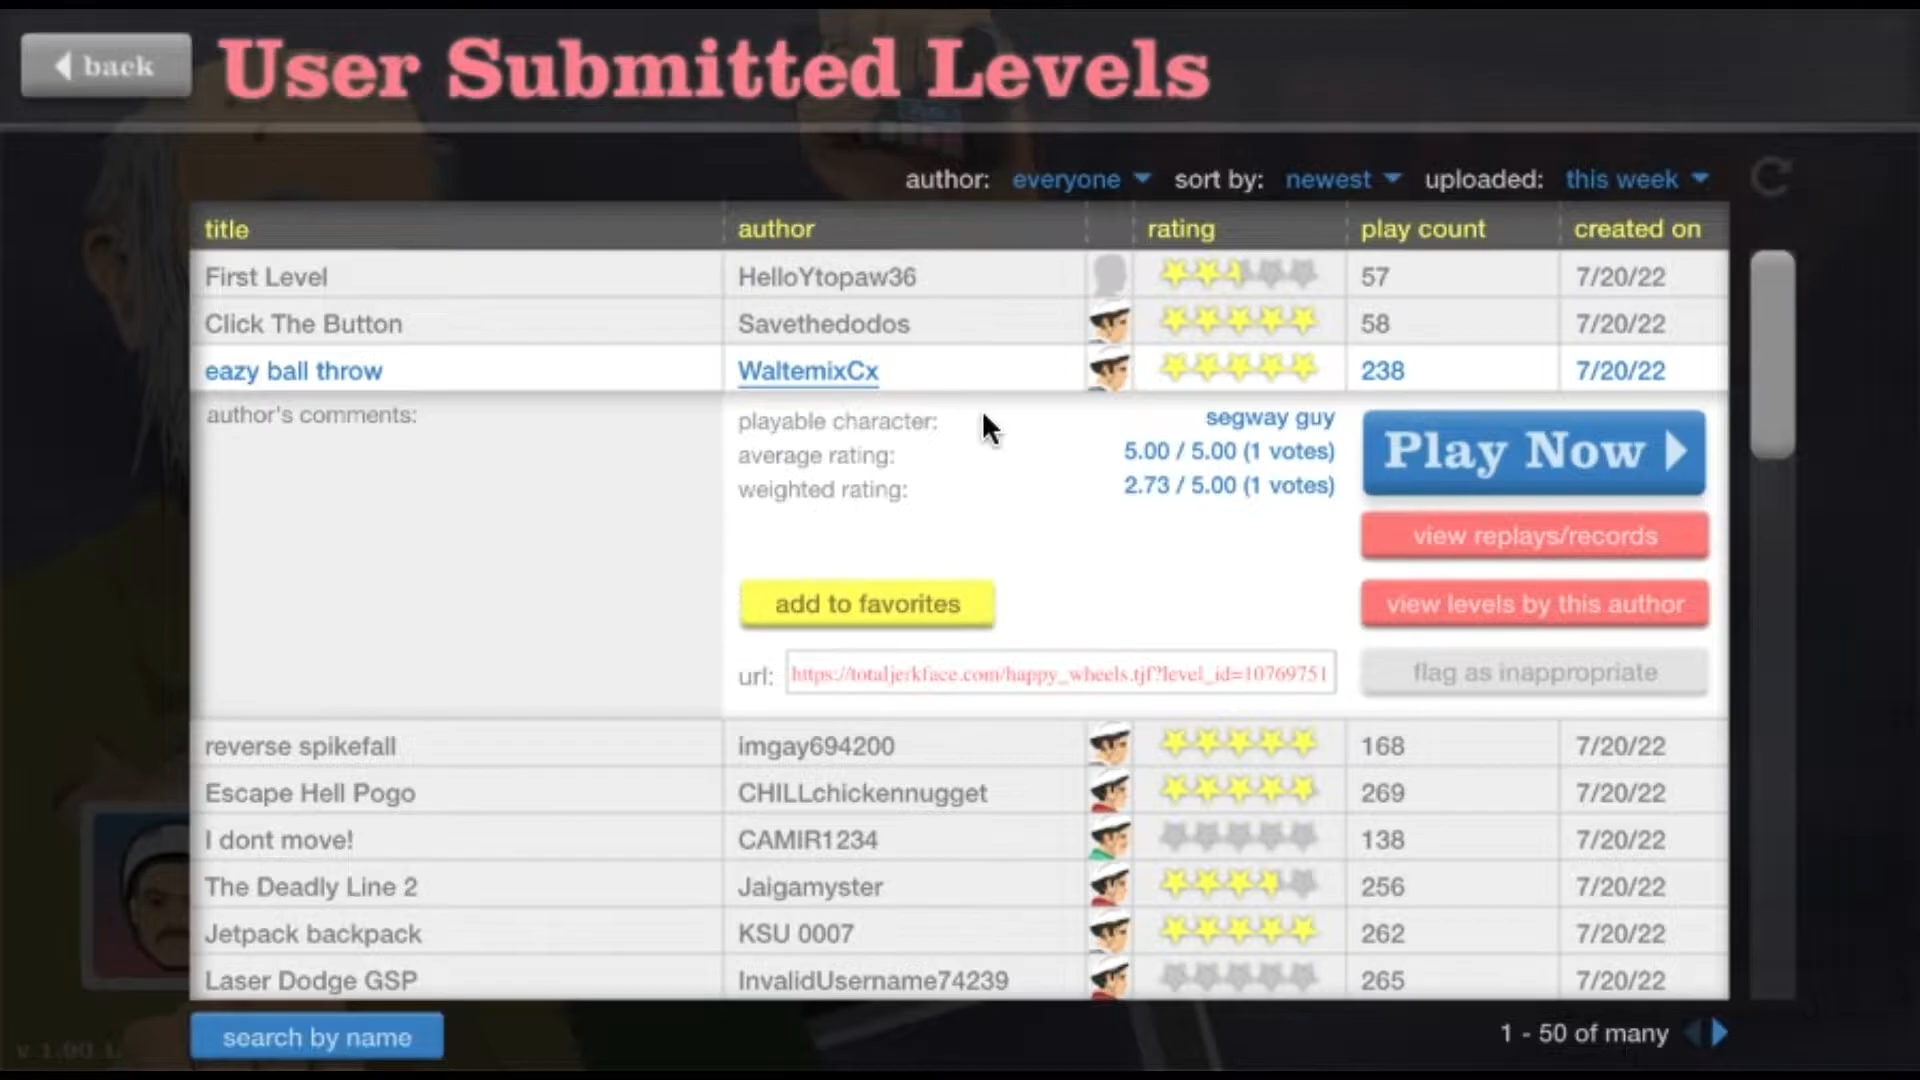 back
User Submitted Levels
author: everyone sort by: newest uploaded: this week
title author rating play count created on
First Level HelloYtopaw36 57 7/20/22
Click The Button Savethedodos 58 7/20/22
eazy ball throw WaltemixCx 238 7/20/22
author's comments:
playable character: segway guy
average rating: 5.00 / 5.00 (1 votes)
weighted rating: 2.73 / 5.00 (1 votes)
Play Now
view replays/records
add to favorites
view levels by this author
url: https://totaljerkface.com/happy_wheels.tjf?level_id=10769751
flag as inappropriate
reverse spikefall imgay694200 168 7/20/22
Escape Hell Pogo CHILLchickennugget 269 7/20/22
I dont move! CAMIR1234 138 7/20/22
The Deadly Line 2 Jaigamyster 256 7/20/22
Jetpack backpack KSU 0007 262 7/20/22
Laser Dodge GSP InvalidUsername74239 265 7/20/22
search by name
1 - 50 of many